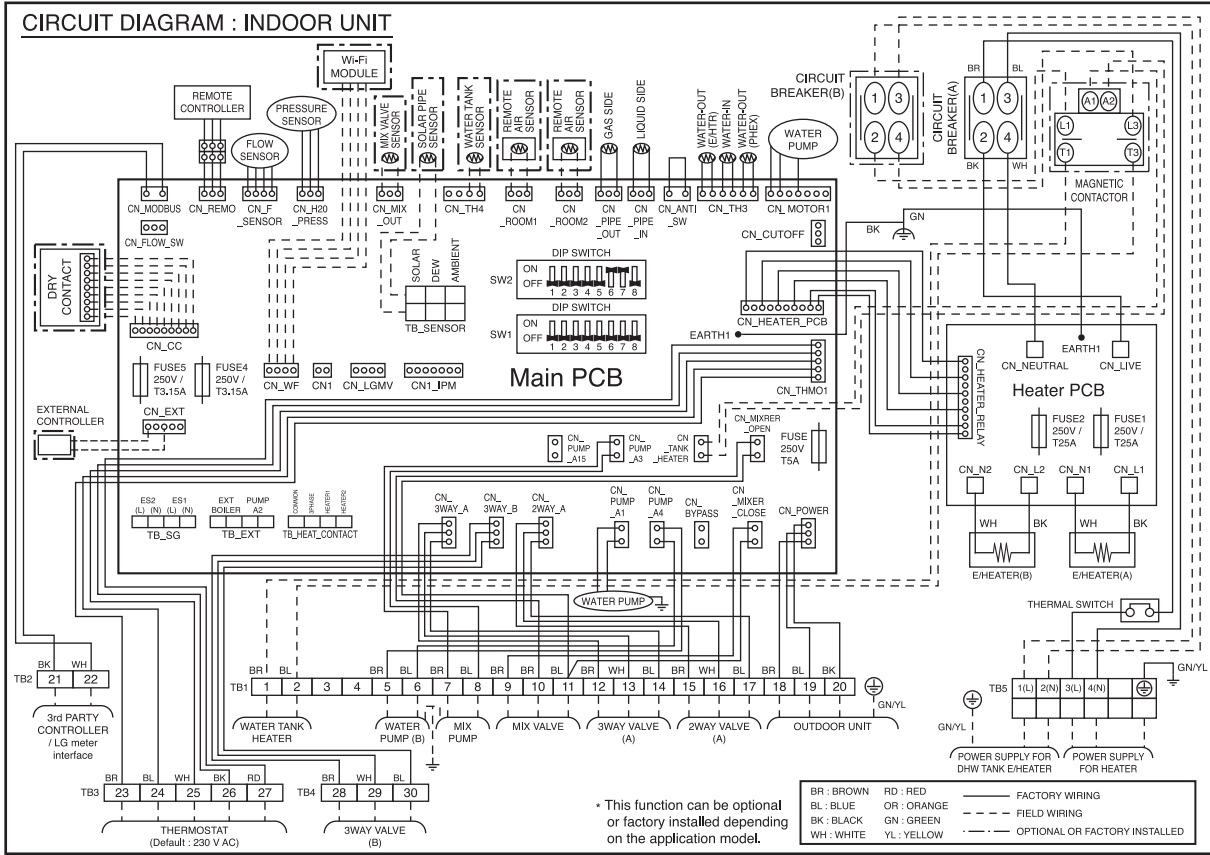 CIRCUIT DIAGRAM : INDOOR UNIT
Wi-Fi
MODULE
REMOTE
CONTROLLER
PRESSURE
SENSOR
FLOW
SENSOR
MIX VALVE
SENSOR
SOLAR PIPE
SENSOR
WATER TANK
SENSOR
REMOTE
AIR
SENSOR
REMOTE
AIR
SENSOR
GAS SIDE
LIQUID SIDE
WATER-OUT
(E/HTR)
WATER-IN
WATER-OUT
(PHEX)
WATER
PUMP
CIRCUIT
BREAKER(B)
1 3
2 4
CIRCUIT
BREAKER(A)
BR BL
1 3
2 4
BK WH
A1 A2
L1 L3
T1 T3
MAGNETIC
CONTACTOR
CN_MODBUS
CN_REMO
CN_F
_SENSOR
CN_H20
_PRESS
CN_MIX
_OUT
CN_TH4
CN
_ROOM1
CN
_ROOM2
CN
_PIPE
_OUT
CN
_PIPE
_IN
CN_ANTI
_SW
CN_TH3
CN_MOTOR1
CN_FLOW_SW
CN_CUTOFF
BK
GN
DRY
CONTACT
CN_CC
SOLAR
DEW
AMBIENT
TB_SENSOR
DIP SWITCH
SW2
ON
OFF
1 2 3 4 5 6 7 8
DIP SWITCH
SW1
ON
OFF
1 2 3 4 5 6 7 8
CN_HEATER_PCB
EARTH1
FUSE5
250V /
T3.15A
FUSE4
250V /
T3.15A
CN_WF
CN1
CN_LGMV
CN1_IPM
Main PCB
CN_THMO1
CN_HEATER_RELAY
CN_NEUTRAL
EARTH1
CN_LIVE
Heater PCB
FUSE2
250V /
T25A
FUSE1
250V /
T25A
CN_N2
CN_L2
CN_N1
CN_L1
WH
BK
WH
BK
E/HEATER(B)
E/HEATER(A)
EXTERNAL
CONTROLLER
CN_EXT
CN_
PUMP
_A15
CN_
PUMP
_A3
CN
_TANK
_HEATER
CN_MIXRER
_OPEN
FUSE
250V
T5A
ES2
(L) (N)
ES1
(L) (N)
TB_SG
EXT
BOILER
PUMP
A2
TB_EXT
COMMON
3PHASE
HEATER1
HEATER2
TB_HEAT_CONTACT
CN_
3WAY_A
CN_
3WAY_B
CN_
2WAY_A
CN_
PUMP
_A1
CN_
PUMP
_A4
CN_
BYPASS
CN
_MIXER
_CLOSE
CN_POWER
WATER PUMP
THERMAL SWITCH
BK WH
TB2 21 22
3rd PARTY
CONTROLLER
/ LG meter
interface
BR BL BR BL BR BL BR BL BL BR WH BL BR WH BL BR BL BK
TB1 1 2 3 4 5 6 7 8 9 10 11 12 13 14 15 16 17 18 19 20
GN/YL
WATER TANK
HEATER
WATER
PUMP (B)
MIX
PUMP
MIX VALVE
3WAY VALVE
(A)
2WAY VALVE
(A)
OUTDOOR UNIT
GN/YL
TB5 1(L) 2(N) 3(L) 4(N)
GN/YL
POWER SUPPLY FOR
DHW TANK E/HEATER
POWER SUPPLY
FOR HEATER
BR BL WH BK RD
TB3 23 24 25 26 27
THERMOSTAT
(Default : 230 V AC)
BR WH BL
TB4 28 29 30
3WAY VALVE
(B)
* This function can be optional
or factory installed depending
on the application model.
BR : BROWN RD : RED
BL : BLUE OR : ORANGE
BK : BLACK GN : GREEN
WH : WHITE YL : YELLOW
FACTORY WIRING
FIELD WIRING
OPTIONAL OR FACTORY INSTALLED